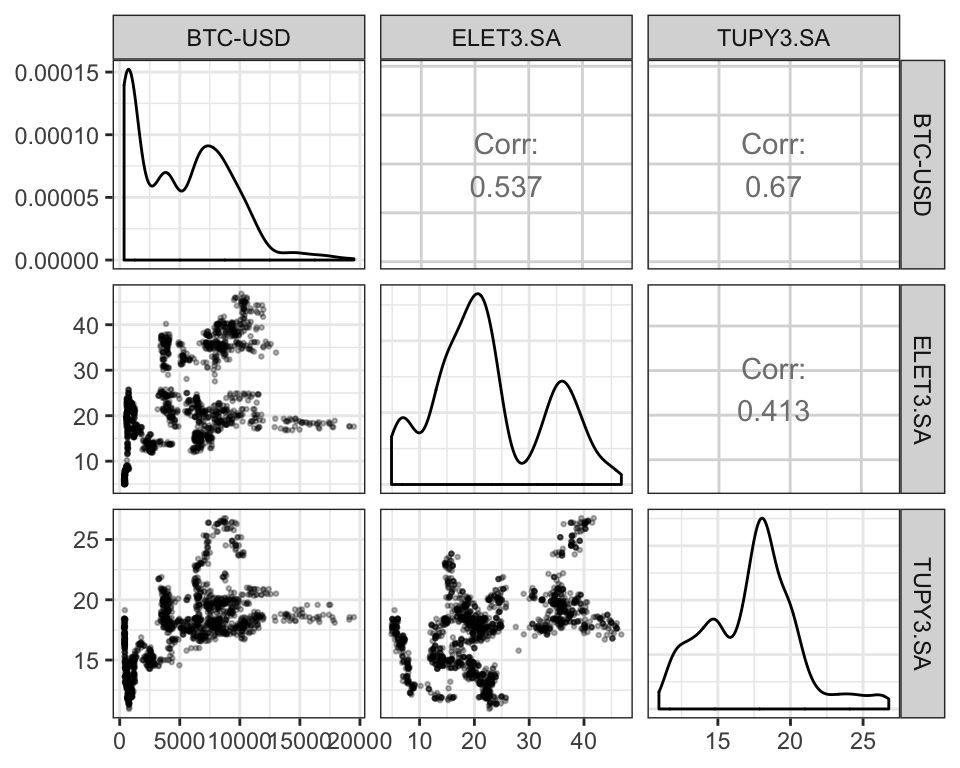 BTC-USD ELET3.SA TUPY3.SA
0.00015
0.00010
0.00005
0.00000
Corr:
0.537
Corr:
0.67
BTC-USD
40
30
20
10
Corr:
0.413
ELET3.SA
25
20
15
TUPY3.SA
0 5000 10000 15000 20000 10 20 30 40 15 20 25